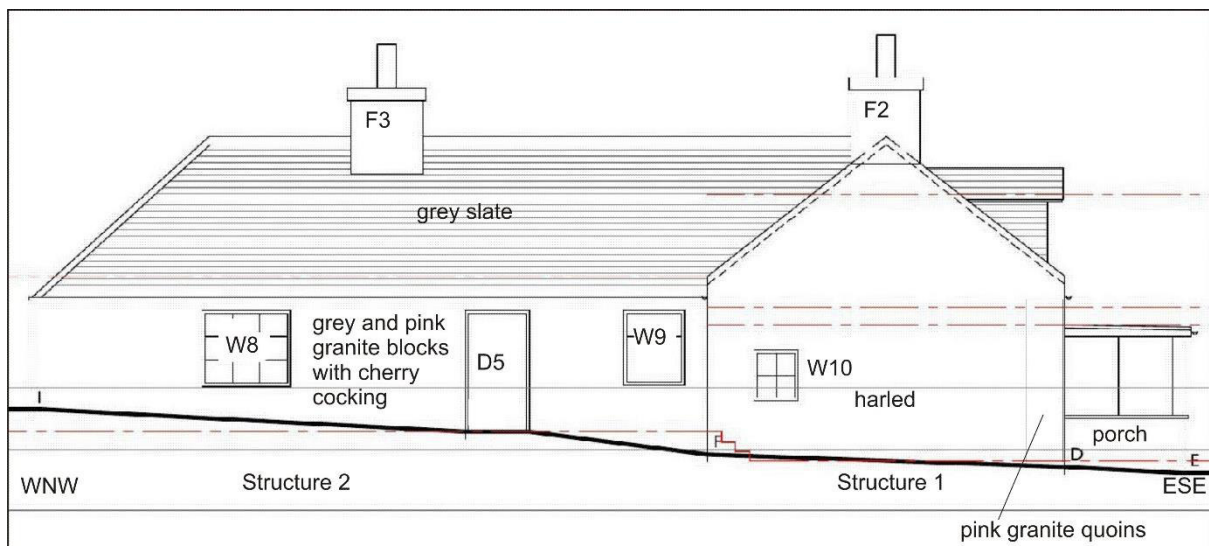 F3
F2
grey slate
W8
grey and pink
granite blocks
with cherry
cocking
D5
W9
W10
harled
I
F
D
E
porch
WNW
Structure 2
Structure 1
ESE
pink granite quoins